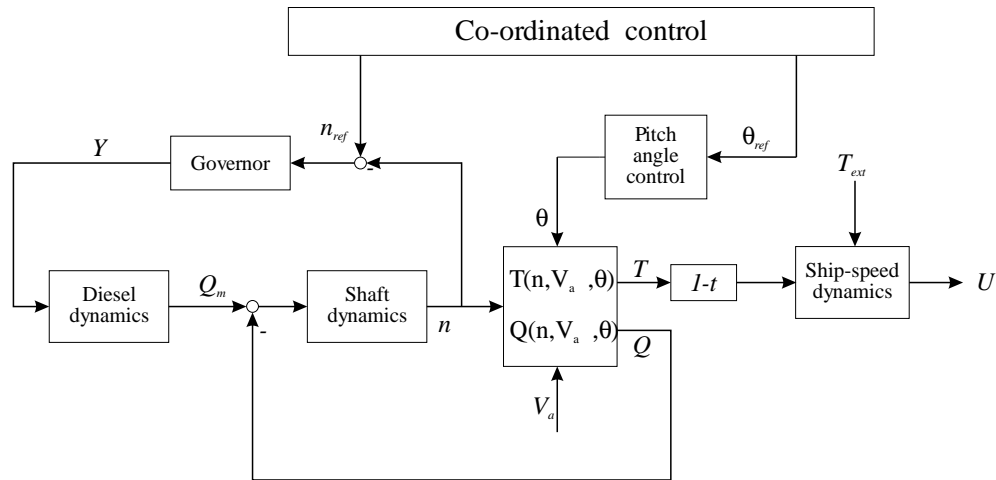 Co-ordinated control
n_ref
Y
Governor
-
Pitch
angle
control
θ_ref
T_ext
θ
Diesel
dynamics
Q_m
-
Shaft
dynamics
n
T(n,V_a ,θ)
Q(n,V_a ,θ)
T
1-t
Ship-speed
dynamics
U
Q
V_a